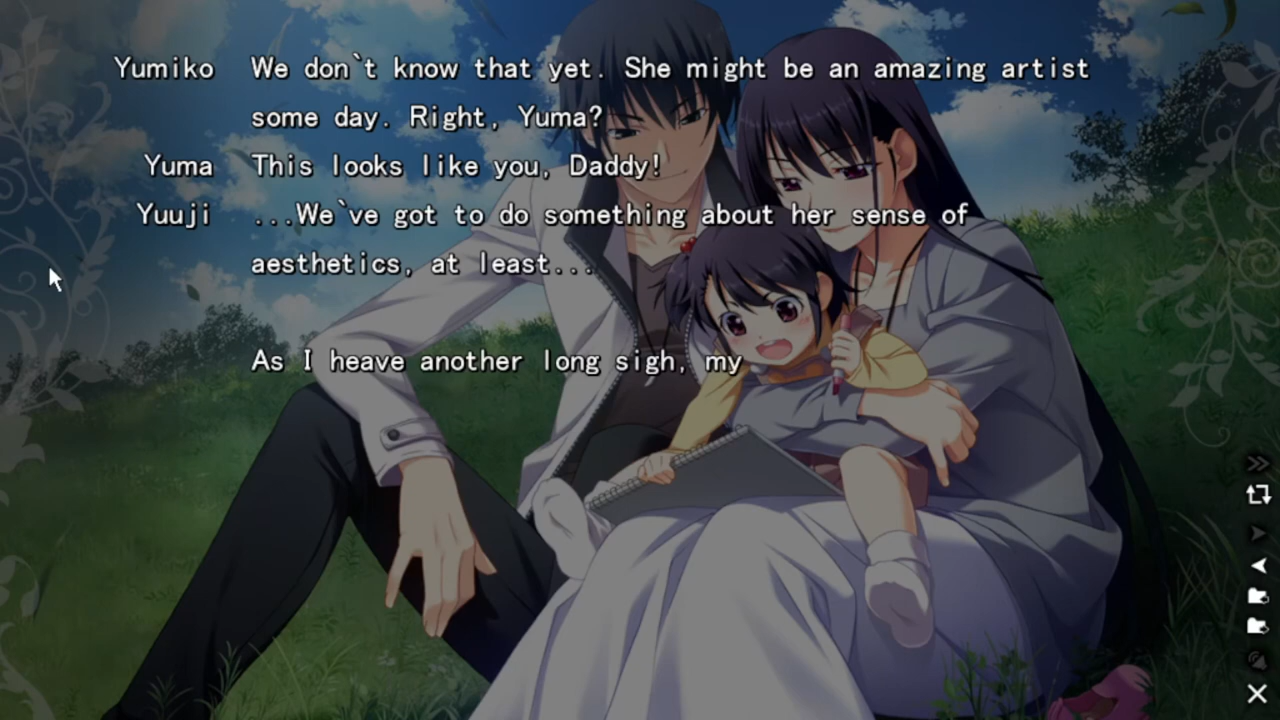 Yumiko We don`t know that yet. She might be an amazing artist
some day. Right, Yuma?
Yuma This looks like you, Daddy!
Yuuji ...We`ve got to do something about her sense of
aesthetics, at least...
As I heave another long sigh, my